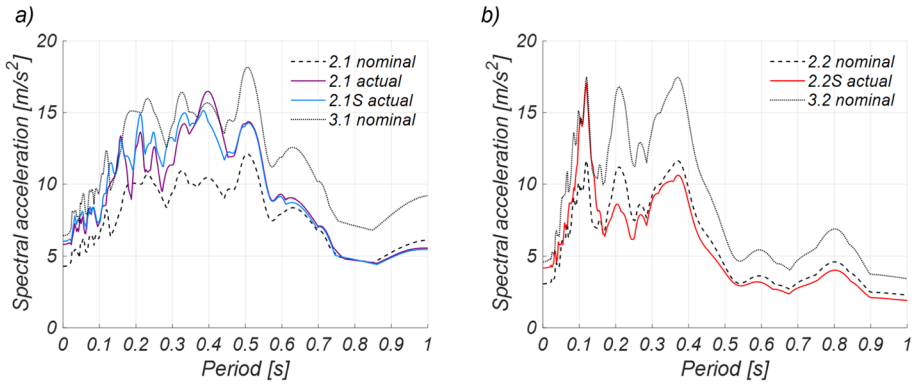 a)
Spectral acceleration [m/s²]
20
15
10
5
0
2.1 nominal
2.1 actual
2.1S actual
3.1 nominal
0 0.1 0.2 0.3 0.4 0.5 0.6 0.7 0.8 0.9 1
Period [s]
b)
Spectral acceleration [m/s²]
20
15
10
5
0
2.2 nominal
2.2S actual
3.2 nominal
0 0.1 0.2 0.3 0.4 0.5 0.6 0.7 0.8 0.9 1
Period [s]